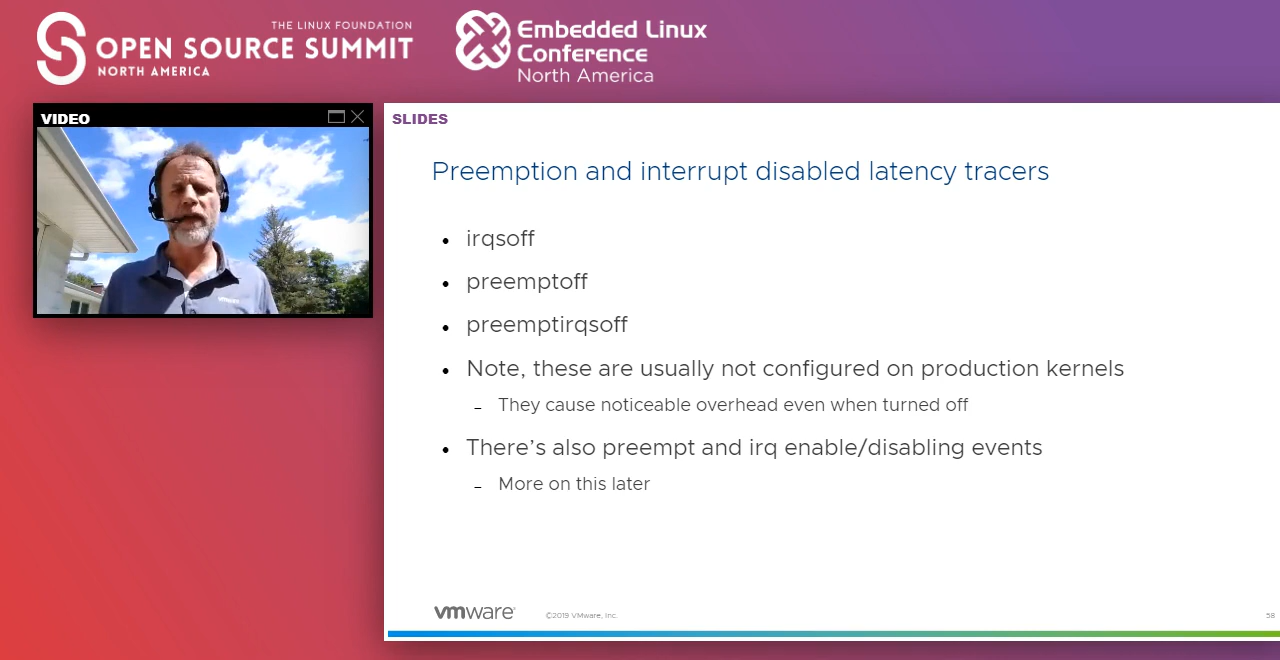 THE LINUX FOUNDATION
OPEN SOURCE SUMMIT
NORTH AMERICA
Embedded Linux
Conference
North America
VIDEO
SLIDES
Preemption and interrupt disabled latency tracers
• irqsoff
• preemptoff
• preemptirqsoff
• Note, these are usually not configured on production kernels
– They cause noticeable overhead even when turned off
• There’s also preempt and irq enable/disabling events
– More on this later
vmware®
©2019 VMware, Inc.
58